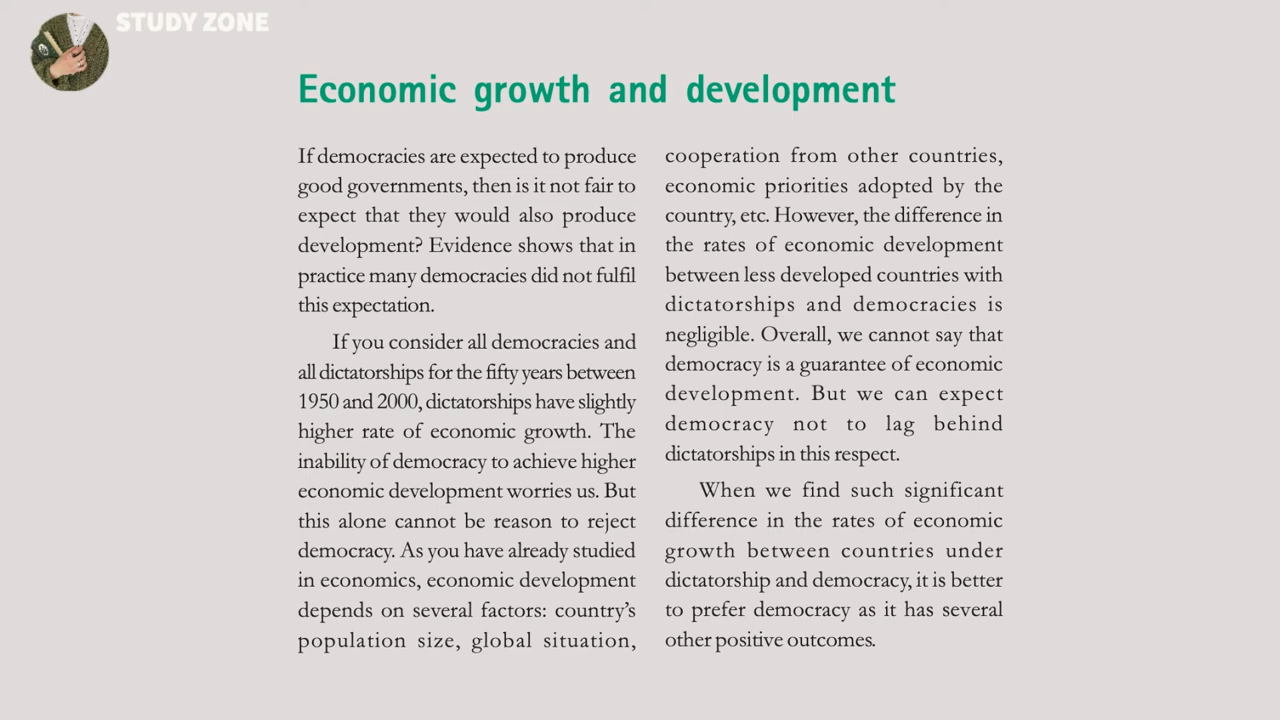 STUDY ZONE
Economic growth and development
If democracies are expected to produce
good governments, then is it not fair to
expect that they would also produce
development? Evidence shows that in
practice many democracies did not fulfil
this expectation.
If you consider all democracies and
all dictatorships for the fifty years between
1950 and 2000, dictatorships have slightly
higher rate of economic growth. The
inability of democracy to achieve higher
economic development worries us. But
this alone cannot be reason to reject
democracy. As you have already studied
in economics, economic development
depends on several factors: country’s
population size, global situation,
cooperation from other countries,
economic priorities adopted by the
country, etc. However, the difference in
the rates of economic development
between less developed countries with
dictatorships and democracies is
negligible. Overall, we cannot say that
democracy is a guarantee of economic
development. But we can expect
democracy not to lag behind
dictatorships in this respect.
When we find such significant
difference in the rates of economic
growth between countries under
dictatorship and democracy, it is better
to prefer democracy as it has several
other positive outcomes.